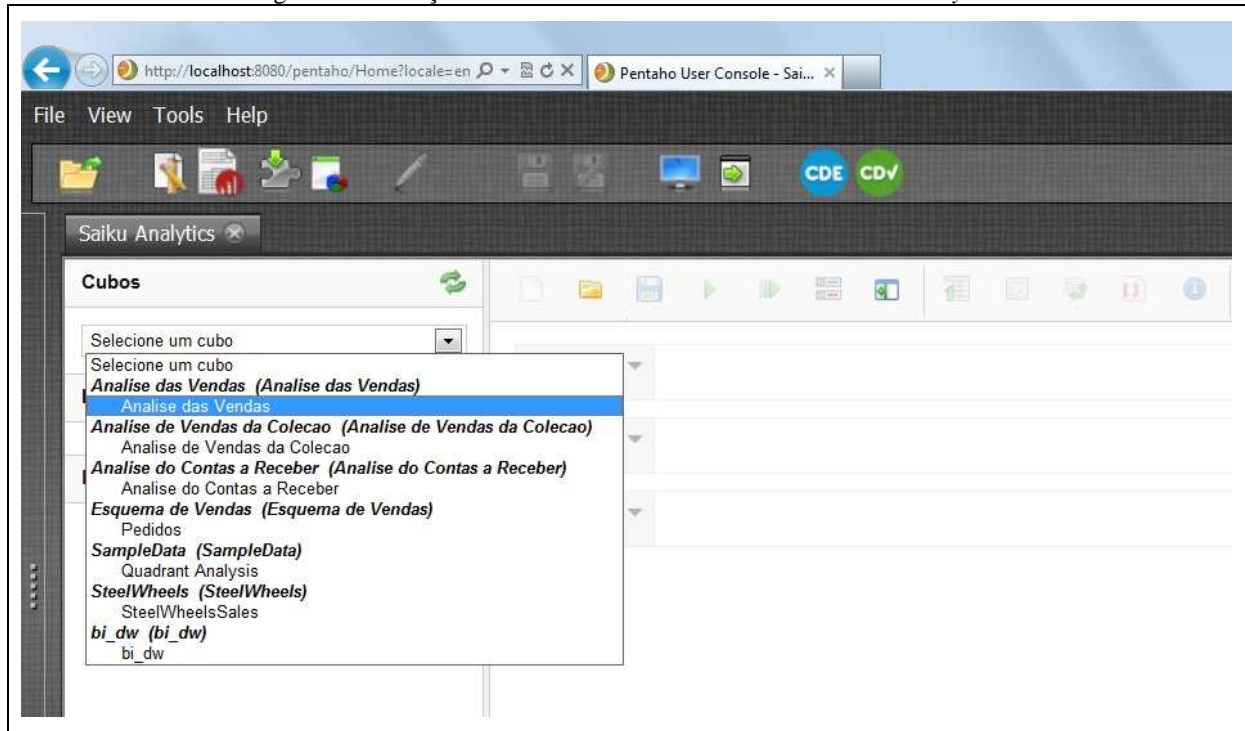 http://localhost:8080/pentaho/Home?locale=en
Pentaho User Console - Sai...
File View Tools Help
CDE CDV
Saiku Analytics
Cubos
Selecione um cubo
Selecione um cubo
Analise das Vendas (Analise das Vendas)
Analise das Vendas
Analise de Vendas da Colecao (Analise de Vendas da Colecao)
Analise de Vendas da Colecao
Analise do Contas a Receber (Analise do Contas a Receber)
Analise do Contas a Receber
Esquema de Vendas (Esquema de Vendas)
Pedidos
SampleData (SampleData)
Quadrant Analysis
SteelWheels (SteelWheels)
SteelWheelsSales
bi_dw (bi_dw)
bi_dw